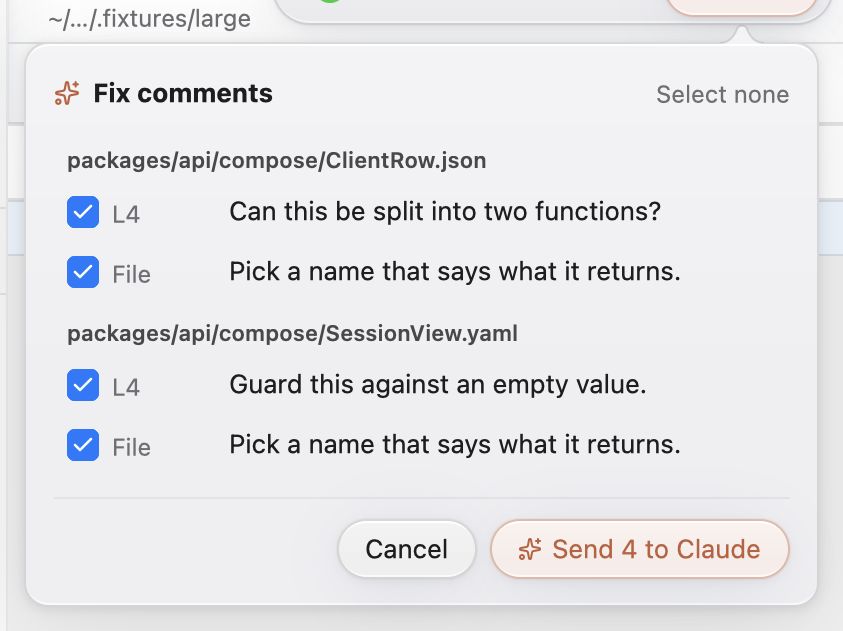 ~/.../.fixtures/large
Fix comments
Select none
packages/api/compose/ClientRow.json
L4 Can this be split into two functions?
File Pick a name that says what it returns.
packages/api/compose/SessionView.yaml
L4 Guard this against an empty value.
File Pick a name that says what it returns.
Cancel
Send 4 to Claude